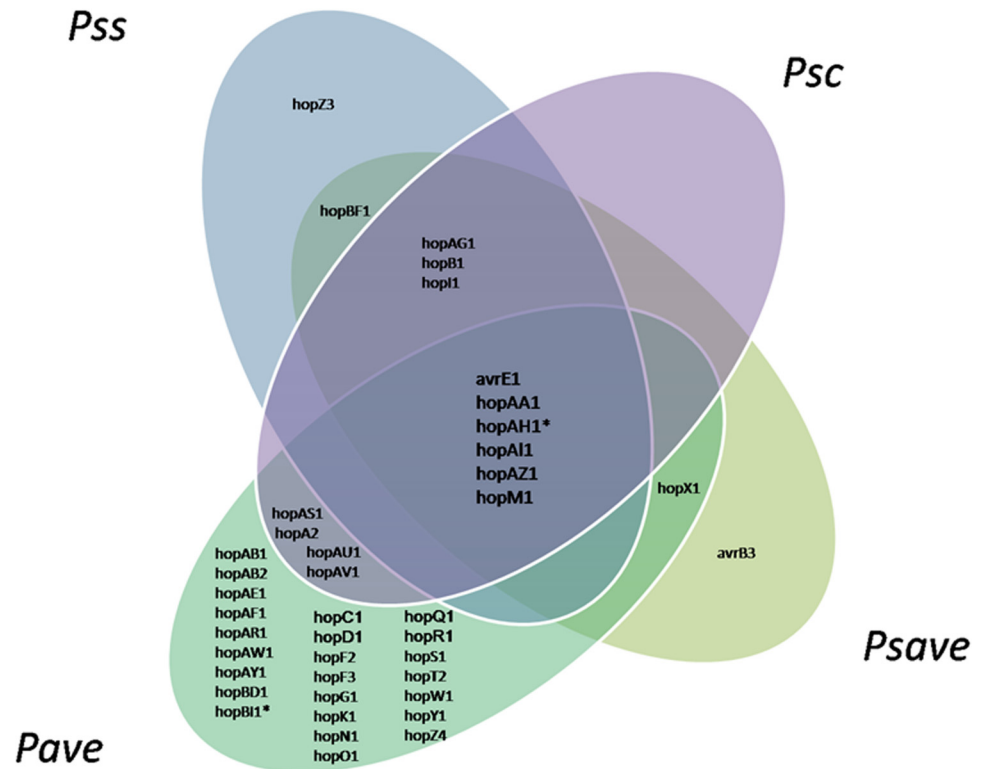 Pss
Psc
hopZ3
hopBF1
hopAG1
hopB1
hopI1
avrE1
hopAA1
hopAH1*
hopAI1
hopAZ1
hopM1
hopX1
avrB3
hopAS1
hopA2
hopAU1
hopAV1
hopAB1
hopAB2
hopAE1
hopAF1
hopAR1
hopAW1
hopAY1
hopBD1
hopBI1*
hopC1
hopD1
hopF2
hopF3
hopG1
hopK1
hopN1
hopO1
hopQ1
hopR1
hopS1
hopT2
hopW1
hopY1
hopZ4
Psave
Pave